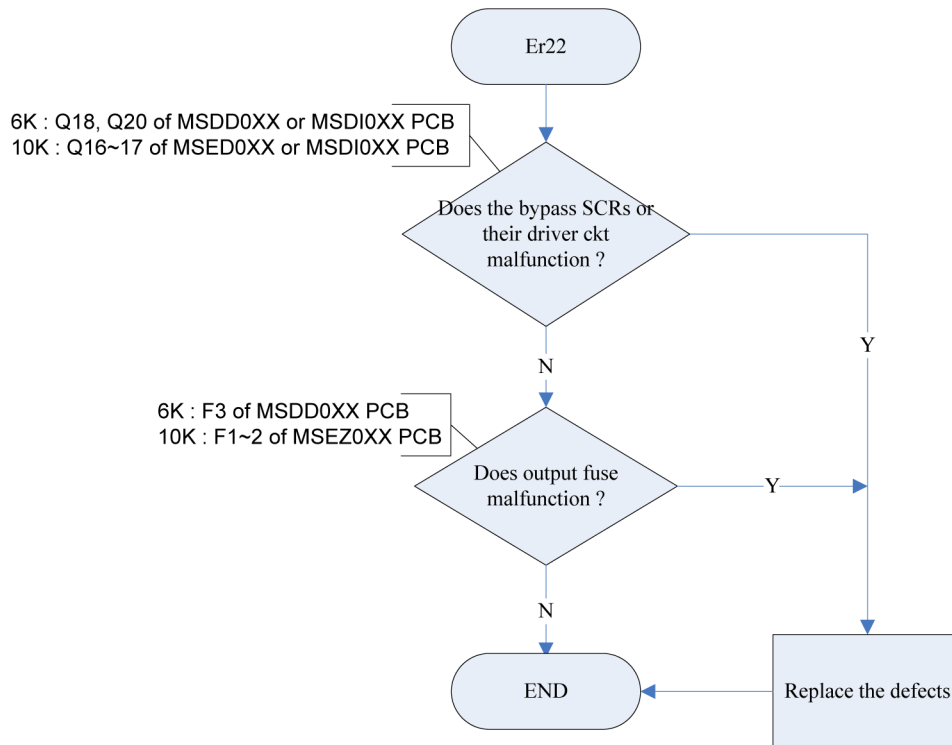 Er22
6K : Q18, Q20 of MSDD0XX or MSDI0XX PCB
10K : Q16~17 of MSED0XX or MSDI0XX PCB
Does the bypass SCRs or
their driver ckt
malfunction ?
Y
N
6K : F3 of MSDD0XX PCB
10K : F1~2 of MSEZ0XX PCB
Does output fuse
malfunction ?
Y
N
END
Replace the defects